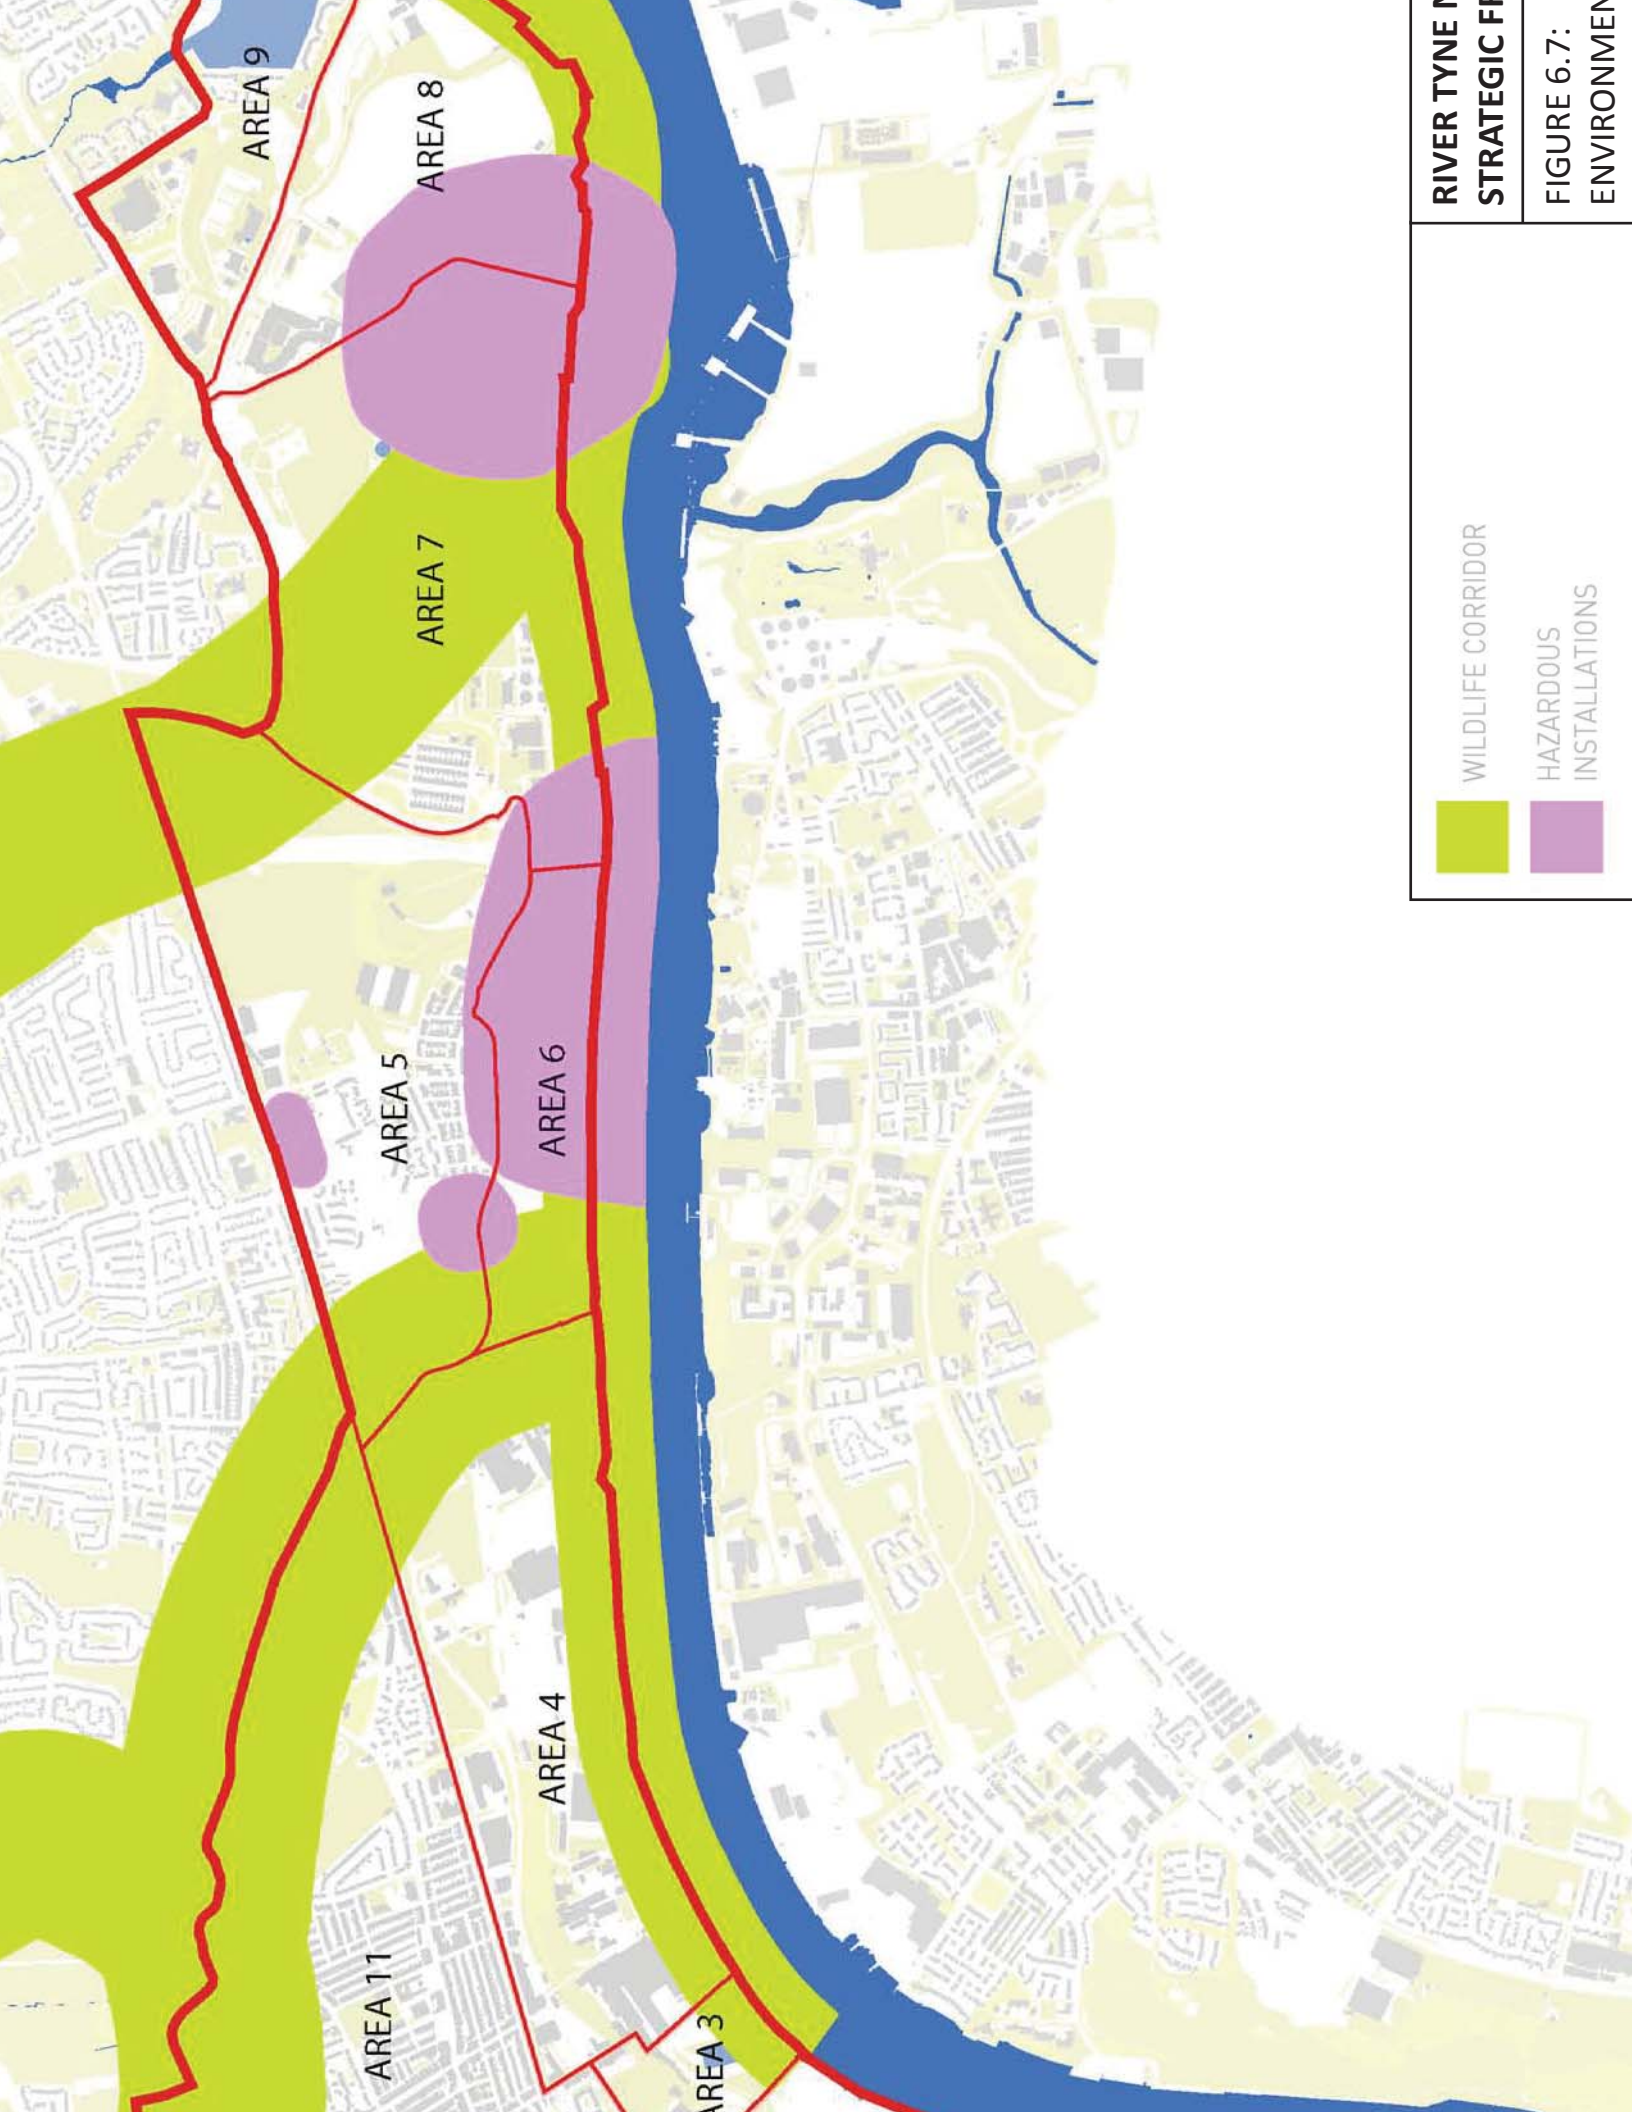 AREA 9
AREA 8
AREA 7
AREA 5
AREA 6
AREA 4
AREA 11
AREA 3
WILDLIFE CORRIDOR
HAZARDOUS
INSTALLATIONS
RIVER TYNE
STRATEGIC
FIGURE 6.7: